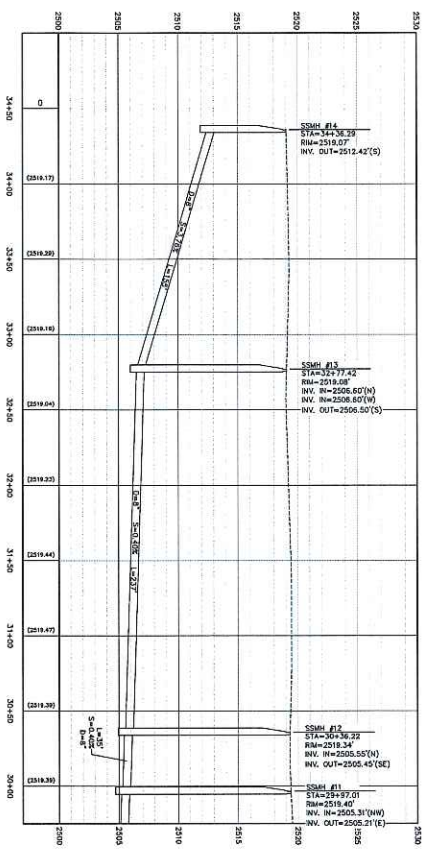 2500
2505
2510
2515
2520
2525
2530
34+50
0
SSMH #14
STA=34+36.29
RIM=2519.07'
INV. OUT=2512.42'(S)
34+00
(2519.17)
D=8"
S=3.76%
L=155'
33+50
(2519.29)
33+00
(2519.16)
SSMH #13
STA=32+77.42
RIM=2519.08'
INV. IN=2506.60'(N)
INV. IN=2506.60'(W)
INV. OUT=2506.50'(S)
32+50
(2519.04)
32+00
(2519.23)
D=8" S=0.40% L=237'
31+50
(2519.44)
31+00
(2519.47)
30+50
(2519.39)
SSMH #12
STA=30+36.22
RIM=2519.34'
INV. IN=2505.55'(N)
INV. OUT=2505.45'(SE)
L=35'
S=0.40%
D=8"
30+00
(2519.39)
SSMH #11
STA=29+97.01
RIM=2519.40'
INV. IN=2505.31'(NW)
INV. OUT=2505.21'(E)
2500
2505
2510
2515
2520
2525
2530